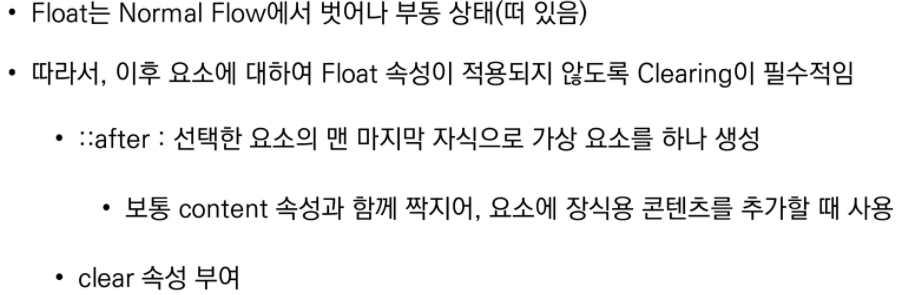 • Float는 Normal Flow에서 벗어나 부동 상태(떠 있음)
• 따라서, 이후 요소에 대하여 Float 속성이 적용되지 않도록 Clearing이 필수적임
• ::after : 선택한 요소의 맨 마지막 자식으로 가상 요소를 하나 생성
• 보통 content 속성과 함께 짝지어, 요소에 장식용 콘텐츠를 추가할 때 사용
• clear 속성 부여